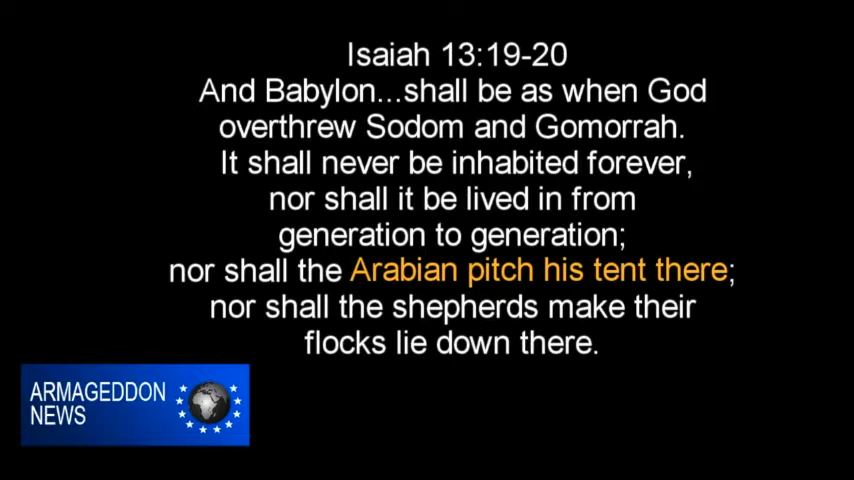 Isaiah 13:19-20
And Babylon...shall be as when God
overthrew Sodom and Gomorrah.
It shall never be inhabited forever,
nor shall it be lived in from
generation to generation;
nor shall the Arabian pitch his tent there;
nor shall the shepherds make their
flocks lie down there.
ARMAGEDDON
NEWS